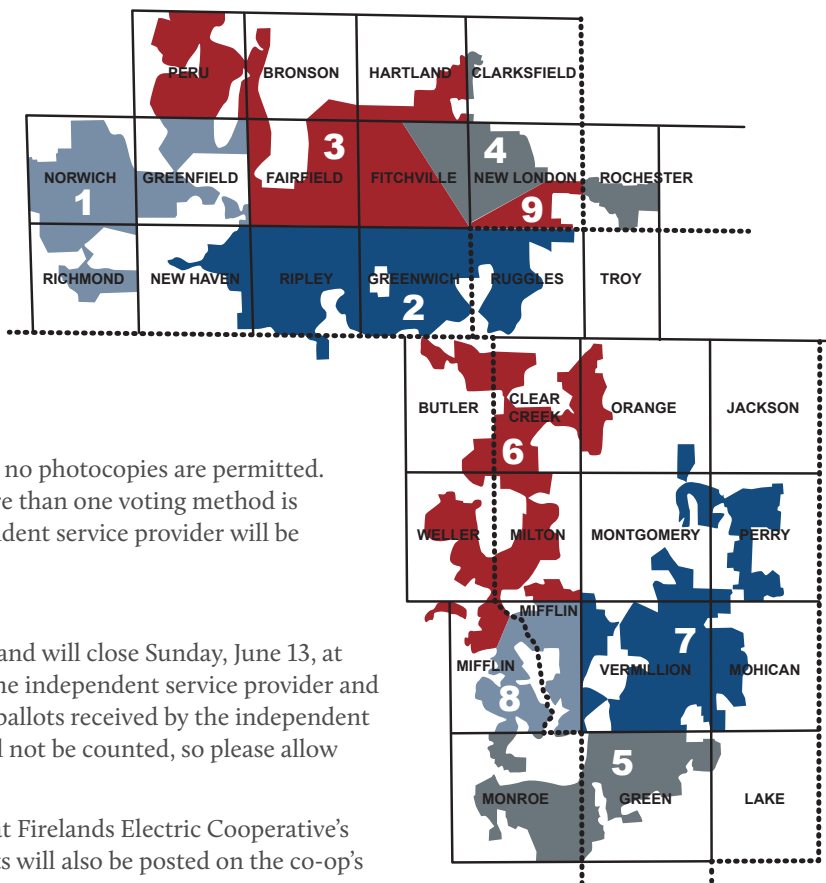 PERU BRONSON HARTLAND CLARKSFIELD
3 4
NORWICH GREENFIELD FAIRFIELD FITCHVILLE NEW LONDON ROCHESTER
1 9
RICHMOND NEW HAVEN RIPLEY GREENWICH RUGGLES TROY
2
BUTLER CLEAR CREEK ORANGE JACKSON
6
no photocopies are permitted.
re than one voting method is
dent service provider will be
WELLER MILTON MONTGOMERY PERRY
MIFFLIN
and will close Sunday, June 13, at
ne independent service provider and
ballots received by the independent
l not be counted, so please allow
MIFFLIN VERMILLION MOHICAN
7
8
5
MONROE GREEN LAKE
at Firelands Electric Cooperative’s
ts will also be posted on the co-op’s